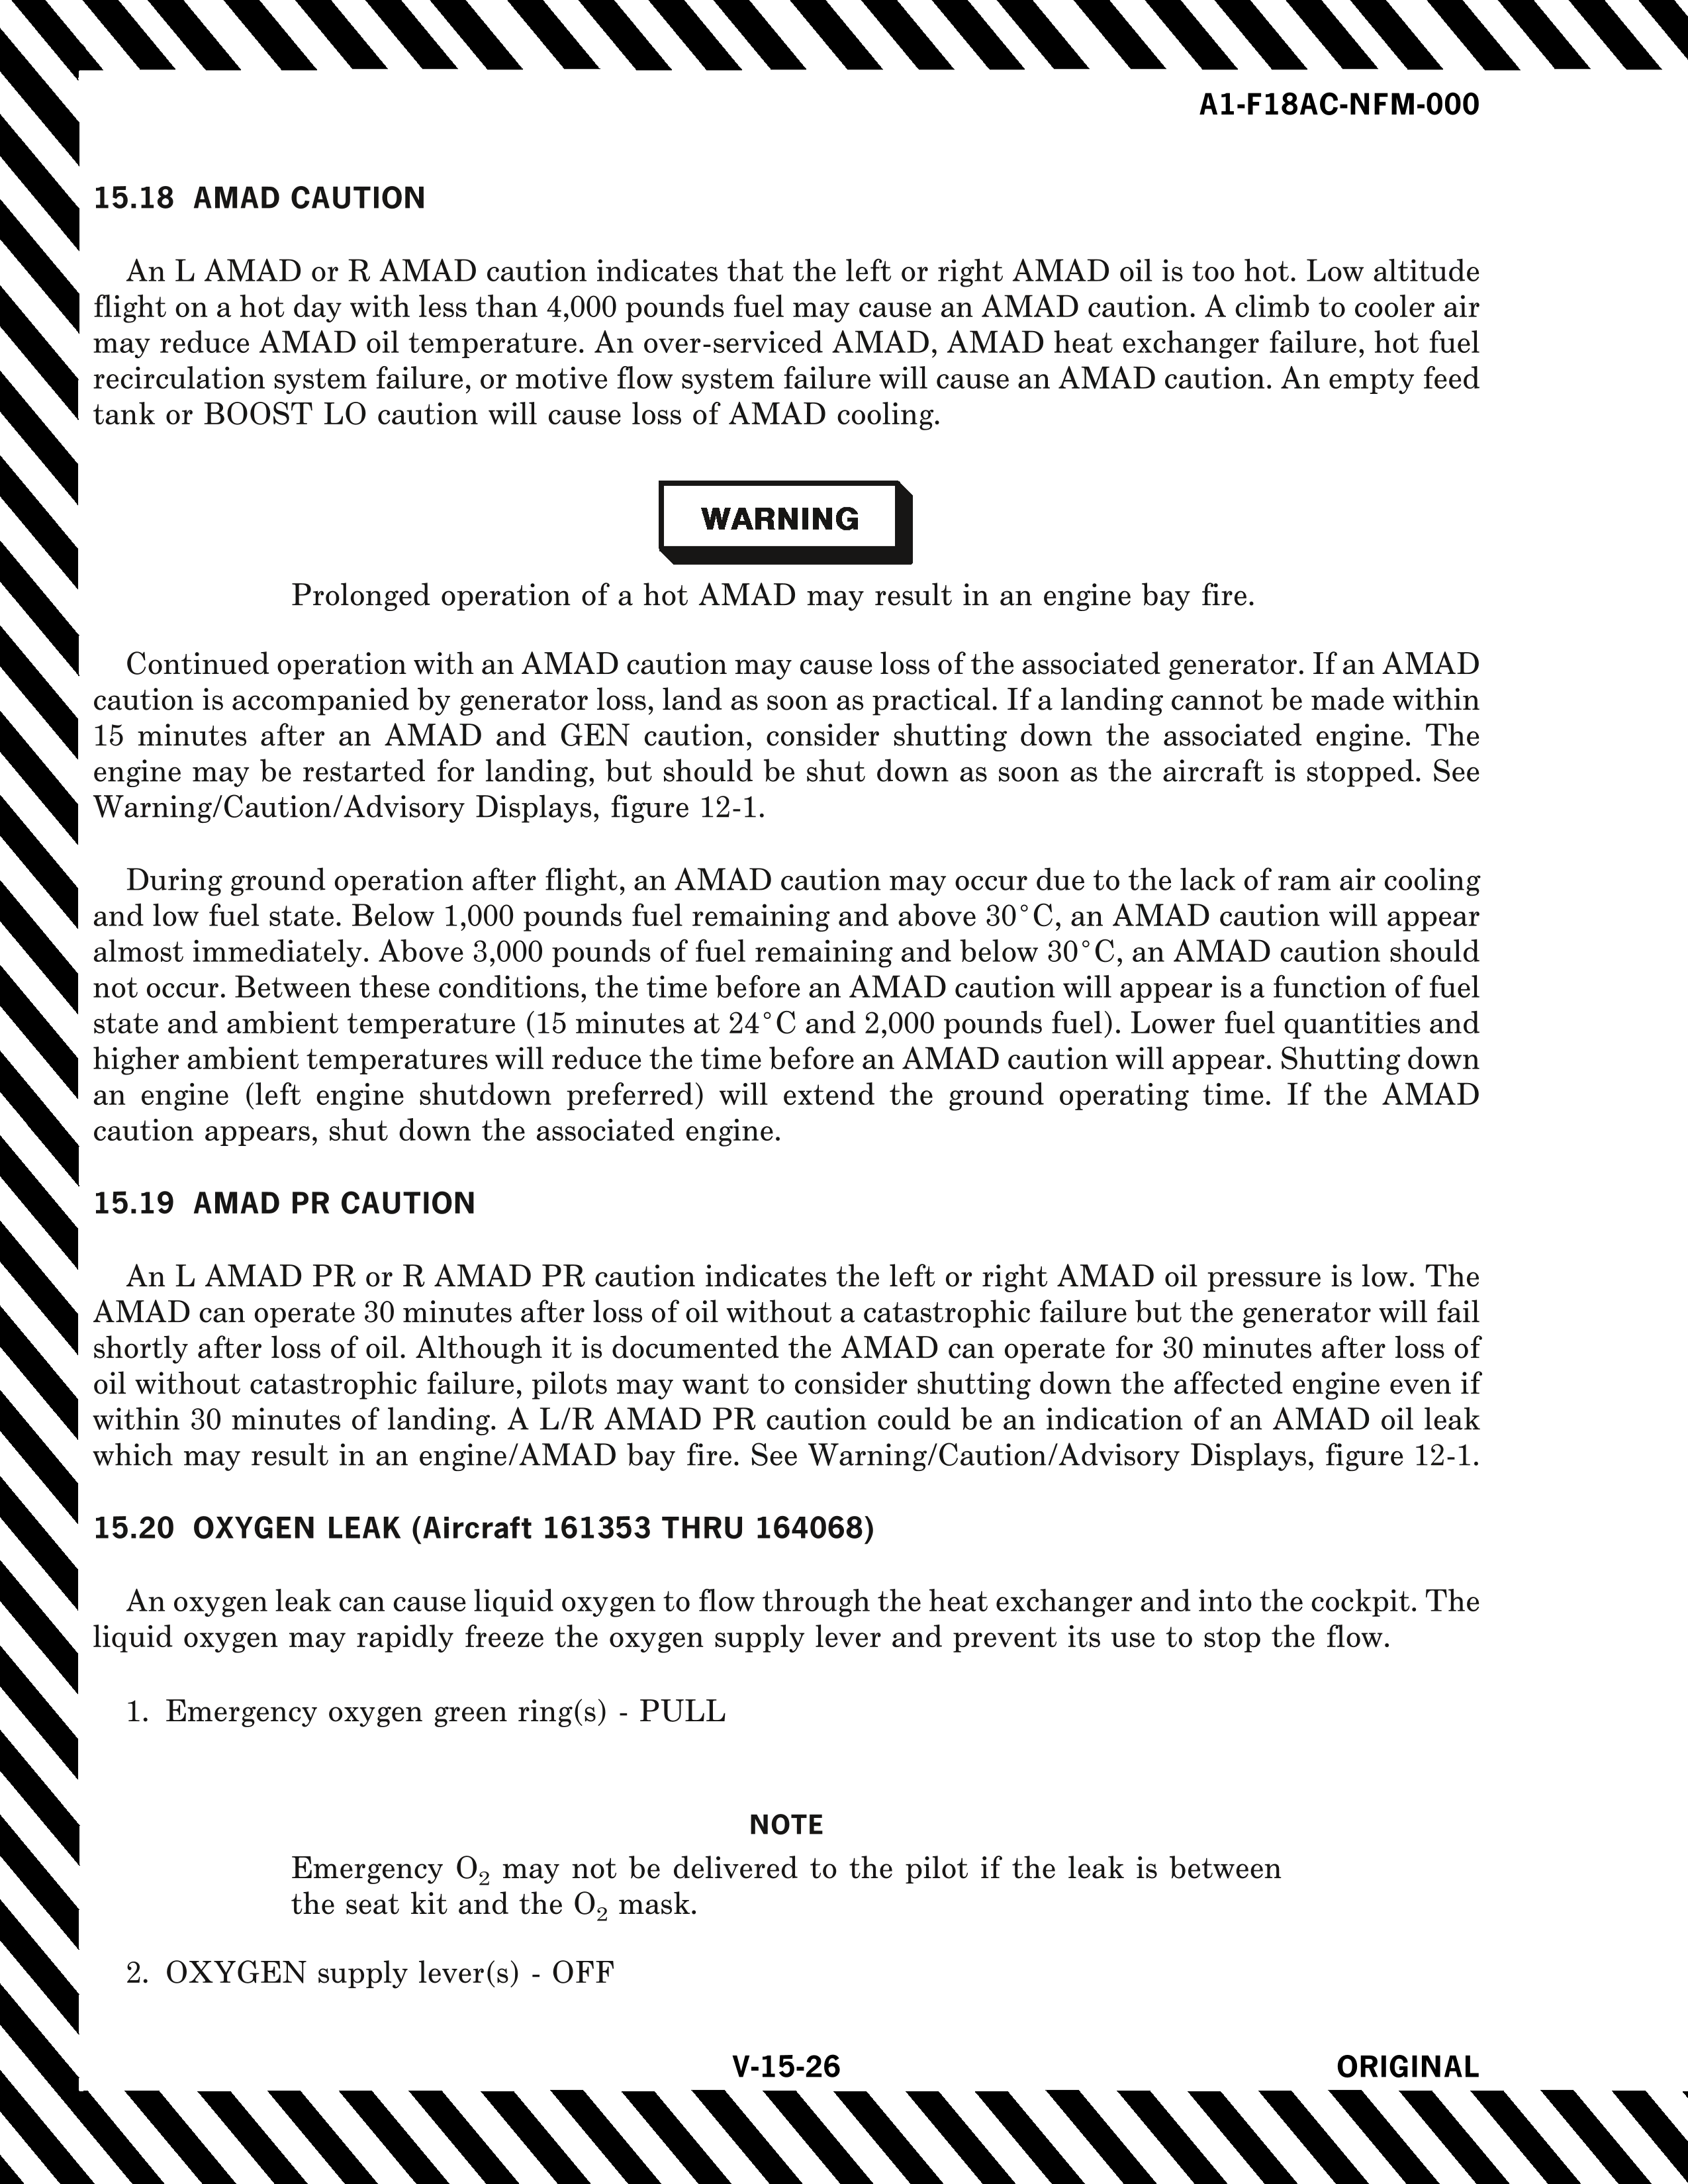 A1-F18AC-NFM-000
15.18 AMAD CAUTION
An L AMAD or R AMAD caution indicates that the left or right AMAD oil is too hot. Low altitude
flight on a hot day with less than 4,000 pounds fuel may cause an AMAD caution. A climb to cooler air
may reduce AMAD oil temperature. An over-serviced AMAD, AMAD heat exchanger failure, hot fuel
recirculation system failure, or motive flow system failure will cause an AMAD caution. An empty feed
tank or BOOST LO caution will cause loss of AMAD cooling.
WARNING
Prolonged operation of a hot AMAD may result in an engine bay fire.
Continued operation with an AMAD caution may cause loss of the associated generator. If an AMAD
caution is accompanied by generator loss, land as soon as practical. If a landing cannot be made within
15 minutes after an AMAD and GEN caution, consider shutting down the associated engine. The
engine may be restarted for landing, but should be shut down as soon as the aircraft is stopped. See
Warning/Caution/Advisory Displays, figure 12-1.
During ground operation after flight, an AMAD caution may occur due to the lack of ram air cooling
and low fuel state. Below 1,000 pounds fuel remaining and above 30°C, an AMAD caution will appear
almost immediately. Above 3,000 pounds of fuel remaining and below 30°C, an AMAD caution should
not occur. Between these conditions, the time before an AMAD caution will appear is a function of fuel
state and ambient temperature (15 minutes at 24°C and 2,000 pounds fuel). Lower fuel quantities and
higher ambient temperatures will reduce the time before an AMAD caution will appear. Shutting down
an engine (left engine shutdown preferred) will extend the ground operating time. If the AMAD
caution appears, shut down the associated engine.
15.19 AMAD PR CAUTION
An L AMAD PR or R AMAD PR caution indicates the left or right AMAD oil pressure is low. The
AMAD can operate 30 minutes after loss of oil without a catastrophic failure but the generator will fail
shortly after loss of oil. Although it is documented the AMAD can operate for 30 minutes after loss of
oil without catastrophic failure, pilots may want to consider shutting down the affected engine even if
within 30 minutes of landing. A L/R AMAD PR caution could be an indication of an AMAD oil leak
which may result in an engine/AMAD bay fire. See Warning/Caution/Advisory Displays, figure 12-1.
15.20 OXYGEN LEAK (Aircraft 161353 THRU 164068)
An oxygen leak can cause liquid oxygen to flow through the heat exchanger and into the cockpit. The
liquid oxygen may rapidly freeze the oxygen supply lever and prevent its use to stop the flow.
1. Emergency oxygen green ring(s) - PULL
NOTE
Emergency O₂ may not be delivered to the pilot if the leak is between
the seat kit and the O₂ mask.
2. OXYGEN supply lever(s) - OFF
V-15-26
ORIGINAL